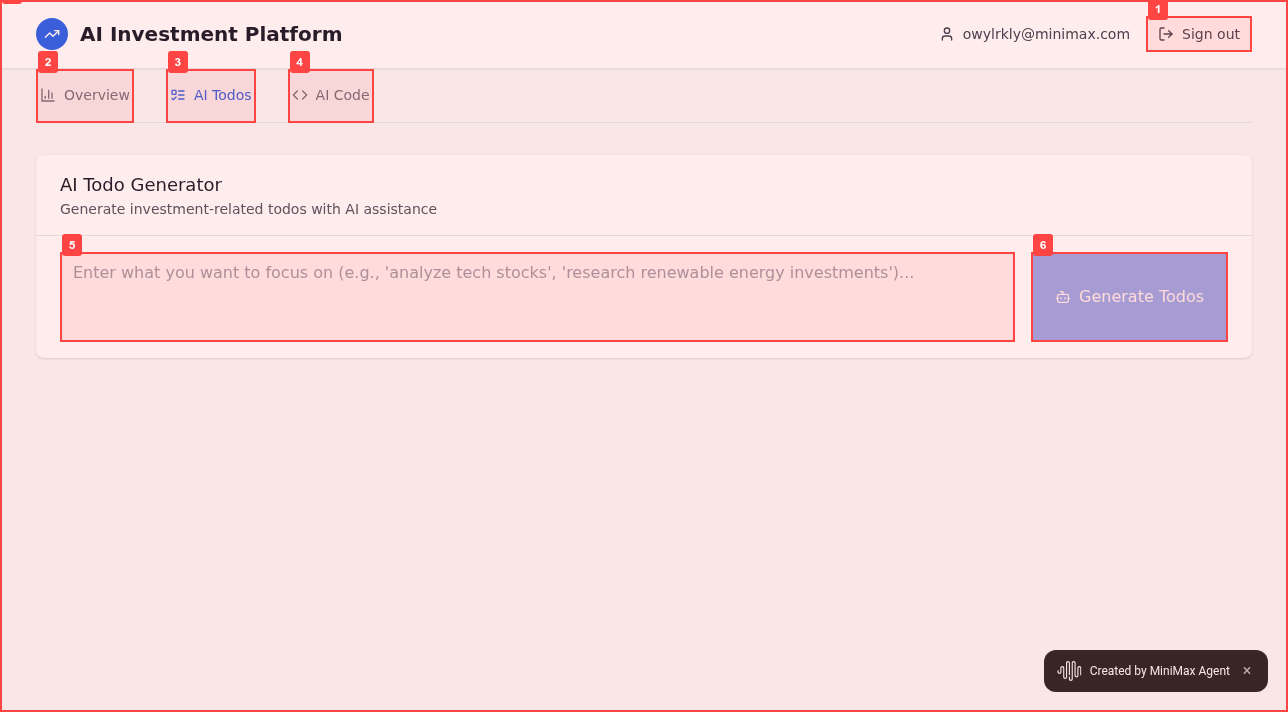 AI Investment Platform
owylrkly@minimax.com
1
Sign out
2
Overview
3
AI Todos
4
AI Code
AI Todo Generator
Generate investment-related todos with AI assistance
5
Enter what you want to focus on (e.g., 'analyze tech stocks', 'research renewable energy investments')...
6
Generate Todos
Created by MiniMax Agent ×